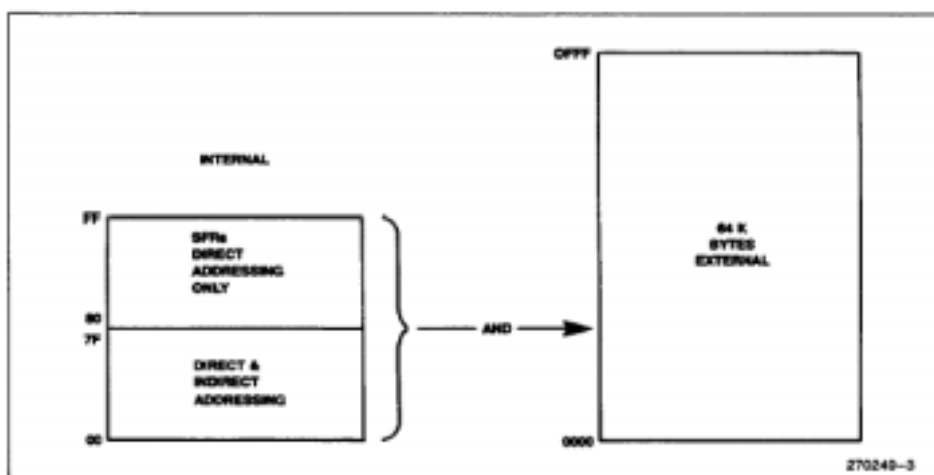 INTERNAL
FF
SFRs
DIRECT
ADDRESSING
ONLY
80
7F
DIRECT &
INDIRECT
ADDRESSING
00
AND
OFFF
64 K
BYTES
EXTERNAL
0000
270249-3